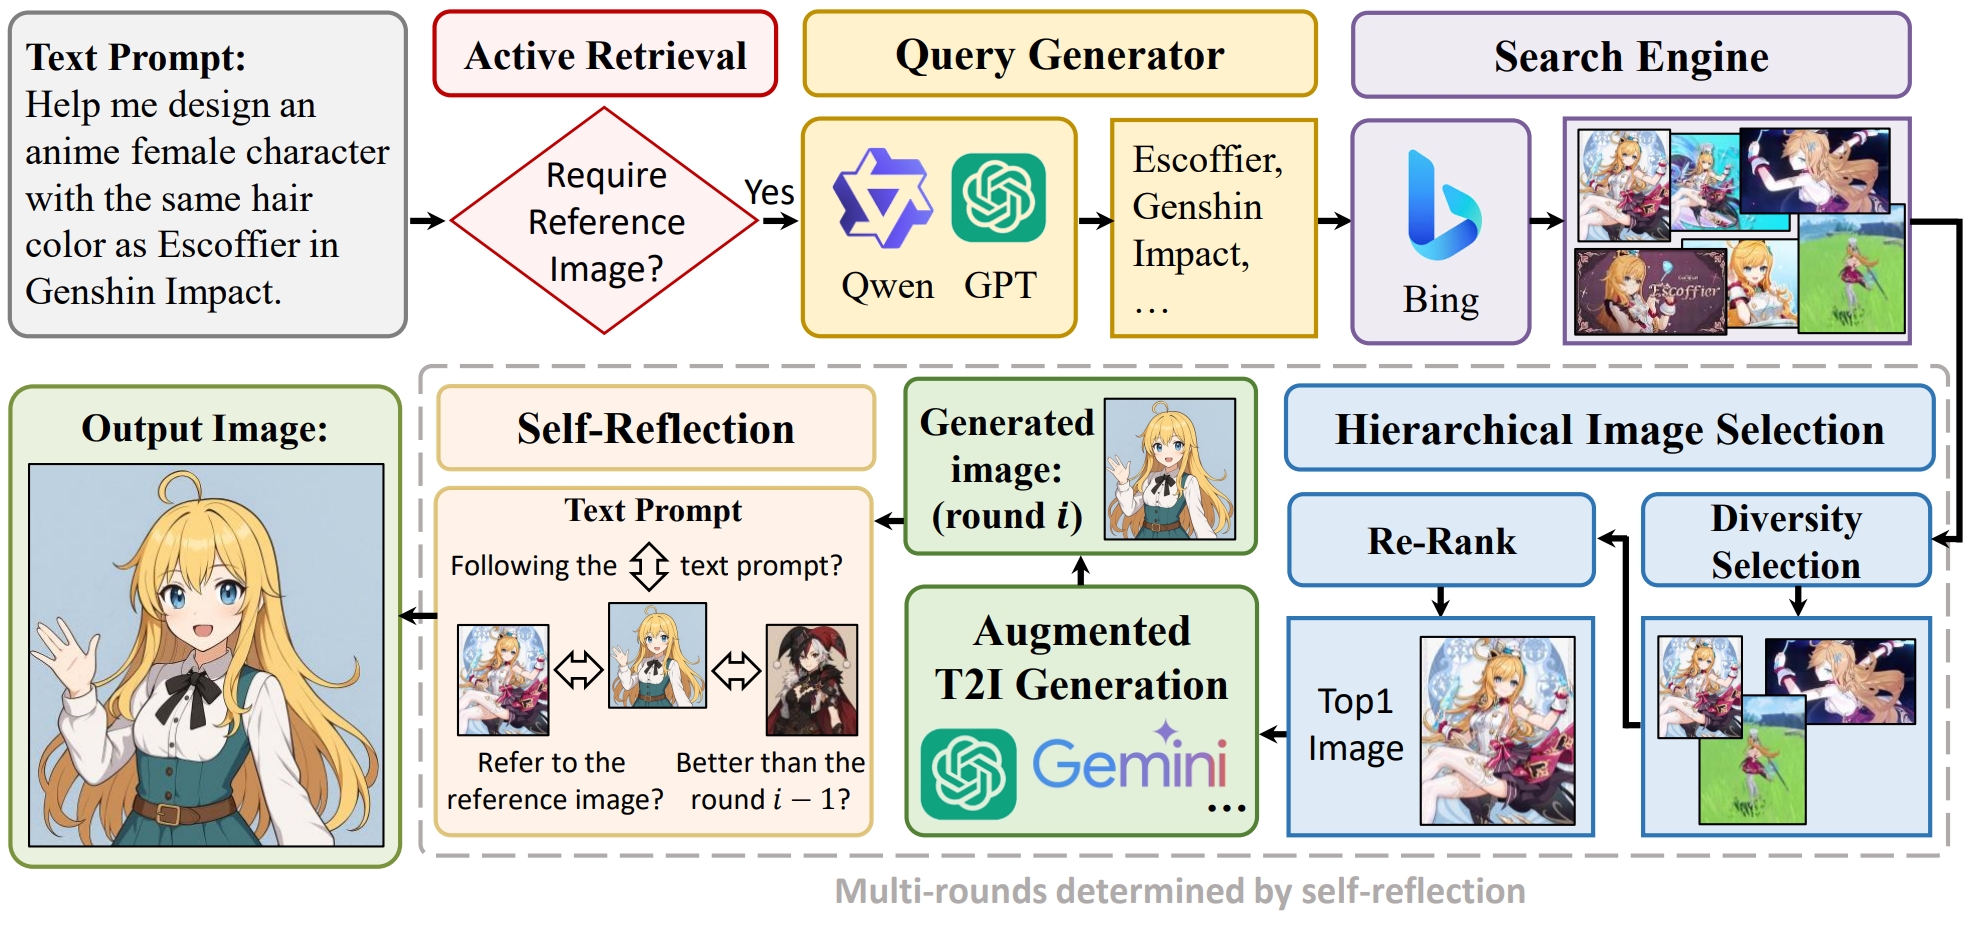 Text Prompt:
Help me design an
anime female character
with the same hair
color as Escoffier in
Genshin Impact.
Active Retrieval
Require
Reference
Image?
Yes
Query Generator
Qwen
GPT
Escoffier,
Genshin
Impact,
…
Search Engine
Bing
Escoffier
Hierarchical Image Selection
Diversity
Selection
Re-Rank
Top1
Image
Augmented
T2I Generation
Gemini
...
Generated
image:
(round i)
Self-Reflection
Text Prompt
Following the text prompt?
Refer to the
reference image?
Better than the
round i − 1?
Output Image:
Multi-rounds determined by self-reflection